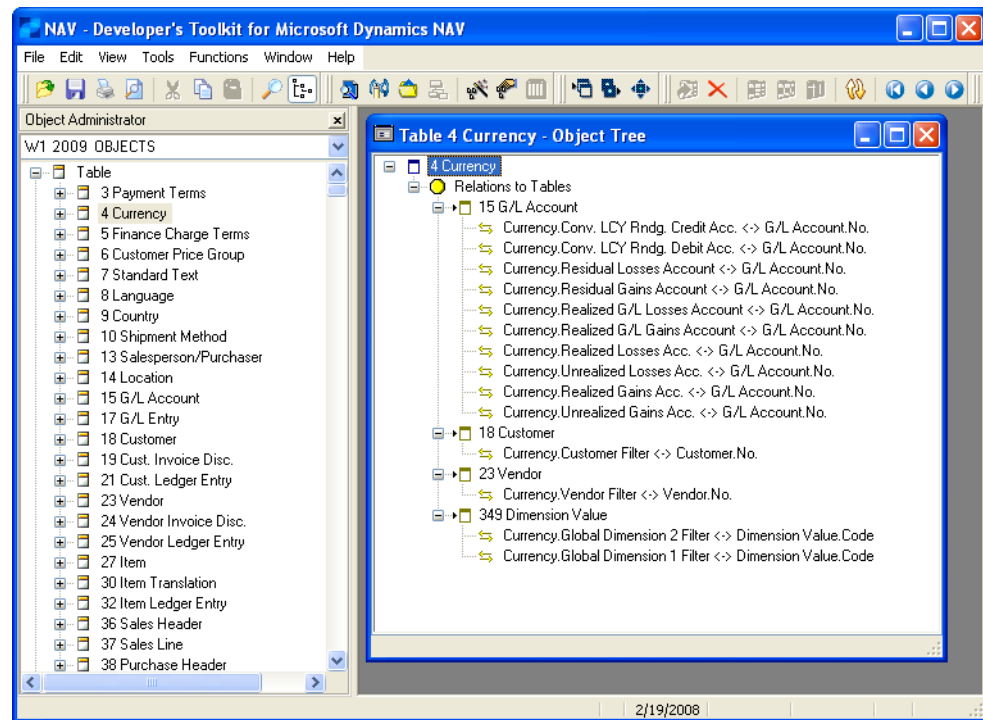 NAV - Developer's Toolkit for Microsoft Dynamics NAV
File Edit View Tools Functions Window Help
Object Administrator
W1 2009 OBJECTS
Table
3 Payment Terms
4 Currency
5 Finance Charge Terms
6 Customer Price Group
7 Standard Text
8 Language
9 Country
10 Shipment Method
13 Salesperson/Purchaser
14 Location
15 G/L Account
17 G/L Entry
18 Customer
19 Cust. Invoice Disc.
21 Cust. Ledger Entry
23 Vendor
24 Vendor Invoice Disc.
25 Vendor Ledger Entry
27 Item
30 Item Translation
32 Item Ledger Entry
36 Sales Header
37 Sales Line
38 Purchase Header
Table 4 Currency - Object Tree
4 Currency
Relations to Tables
15 G/L Account
Currency.Conv. LCY Rndg. Credit Acc. <-> G/L Account.No.
Currency.Conv. LCY Rndg. Debit Acc. <-> G/L Account.No.
Currency.Residual Losses Account <-> G/L Account.No.
Currency.Residual Gains Account <-> G/L Account.No.
Currency.Realized G/L Losses Account <-> G/L Account.No.
Currency.Realized G/L Gains Account <-> G/L Account.No.
Currency.Realized Losses Acc. <-> G/L Account.No.
Currency.Unrealized Losses Acc. <-> G/L Account.No.
Currency.Realized Gains Acc. <-> G/L Account.No.
Currency.Unrealized Gains Acc. <-> G/L Account.No.
18 Customer
Currency.Customer Filter <-> Customer.No.
23 Vendor
Currency.Vendor Filter <-> Vendor.No.
349 Dimension Value
Currency.Global Dimension 2 Filter <-> Dimension Value.Code
Currency.Global Dimension 1 Filter <-> Dimension Value.Code
2/19/2008